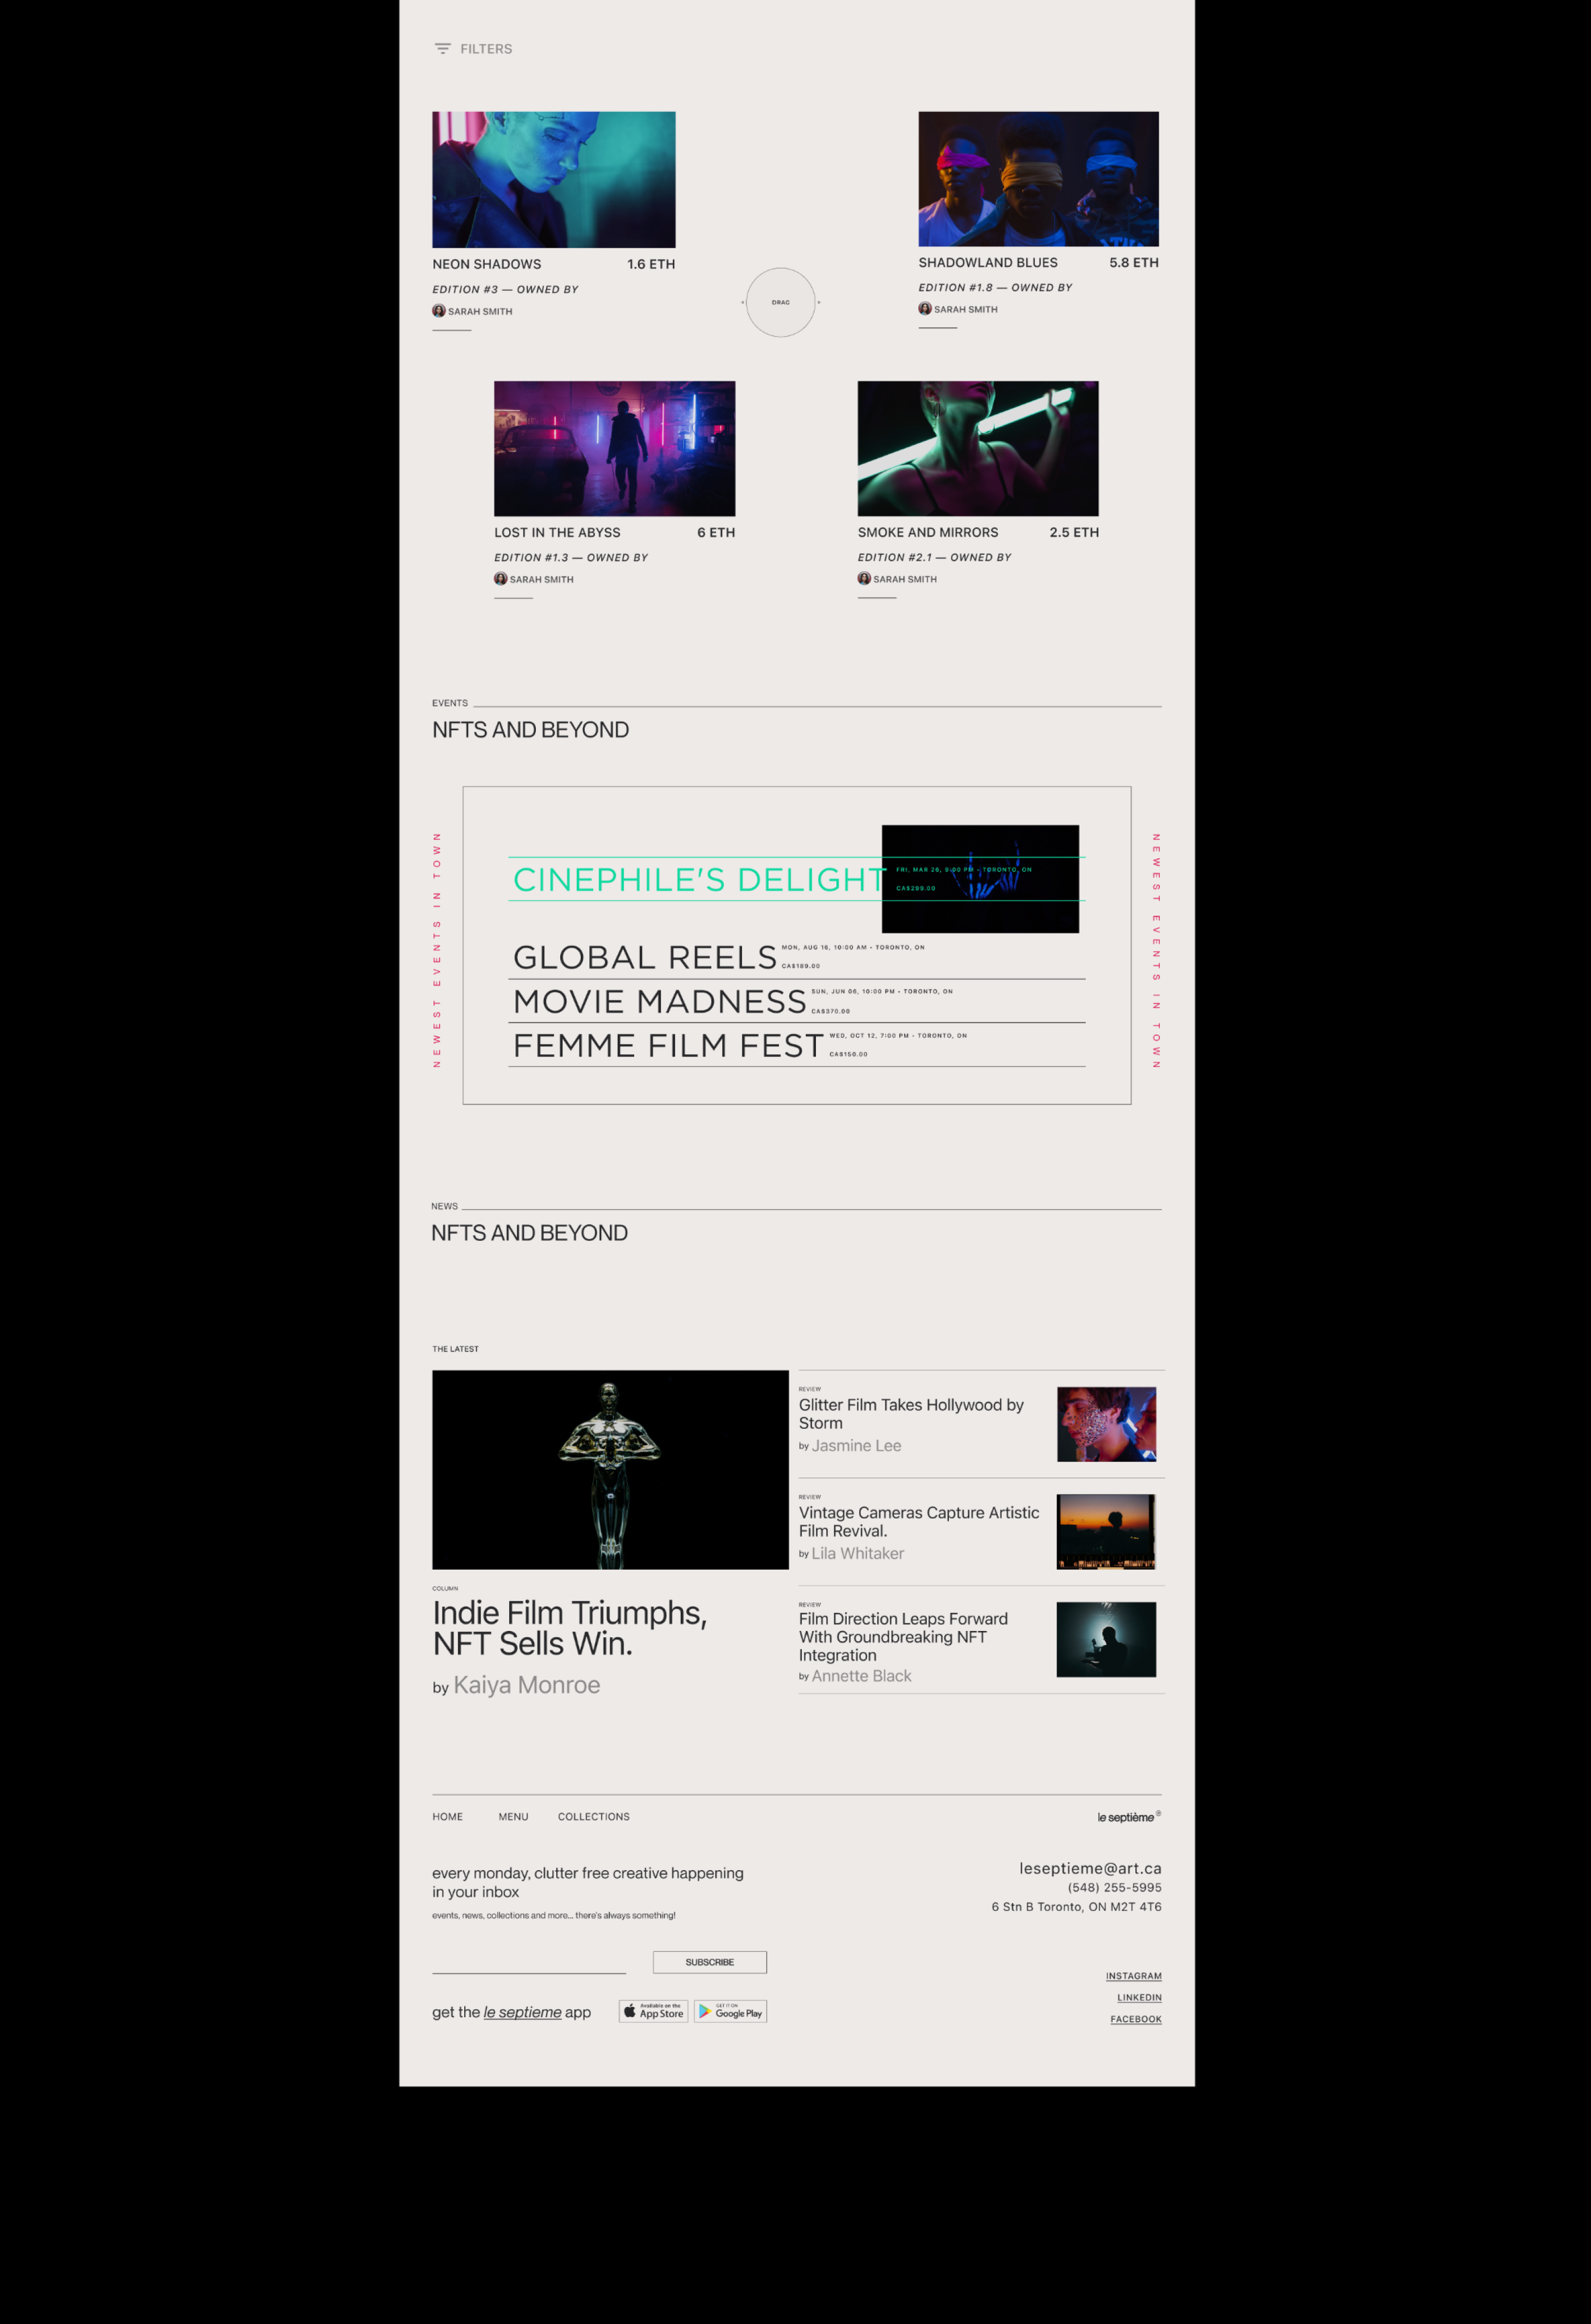 FILTERS
NEON SHADOWS 1.6 ETH
EDITION #3 — OWNED BY
SARAH SMITH
SHADOWLAND BLUES 5.8 ETH
EDITION #1.8 — OWNED BY
SARAH SMITH
DRAG
LOST IN THE ABYSS 6 ETH
EDITION #1.3 — OWNED BY
SARAH SMITH
SMOKE AND MIRRORS 2.5 ETH
EDITION #2.1 — OWNED BY
SARAH SMITH
EVENTS
NFTS AND BEYOND
NEWEST EVENTS IN TOWN
CINEPHILE'S DELIGHT
FRI, MAR 28, 9:00 PM - TORONTO, ON
CA$299.00
GLOBAL REELS
MON, AUG 16, 10:00 AM - TORONTO, ON
CA$189.00
MOVIE MADNESS
SUN, JUN 06, 10:00 PM - TORONTO, ON
CA$370.00
FEMME FILM FEST
WED, OCT 12, 7:00 PM - TORONTO, ON
CA$150.00
NEWEST EVENTS IN TOWN
NEWS
NFTS AND BEYOND
THE LATEST
COLUMN
Indie Film Triumphs,
NFT Sells Win.
by Kaiya Monroe
REVIEW
Glitter Film Takes Hollywood by
Storm
by Jasmine Lee
REVIEW
Vintage Cameras Capture Artistic
Film Revival.
by Lila Whitaker
REVIEW
Film Direction Leaps Forward
With Groundbreaking NFT
Integration
by Annette Black
HOME MENU COLLECTIONS
le septième ®
every monday, clutter free creative happening
in your inbox
events, news, collections and more... there's always something!
SUBSCRIBE
get the le septieme app
Available on the
App Store
GET IT ON
Google Play
leseptieme@art.ca
(548) 255-5995
6 Stn B Toronto, ON M2T 4T6
INSTAGRAM
LINKEDIN
FACEBOOK